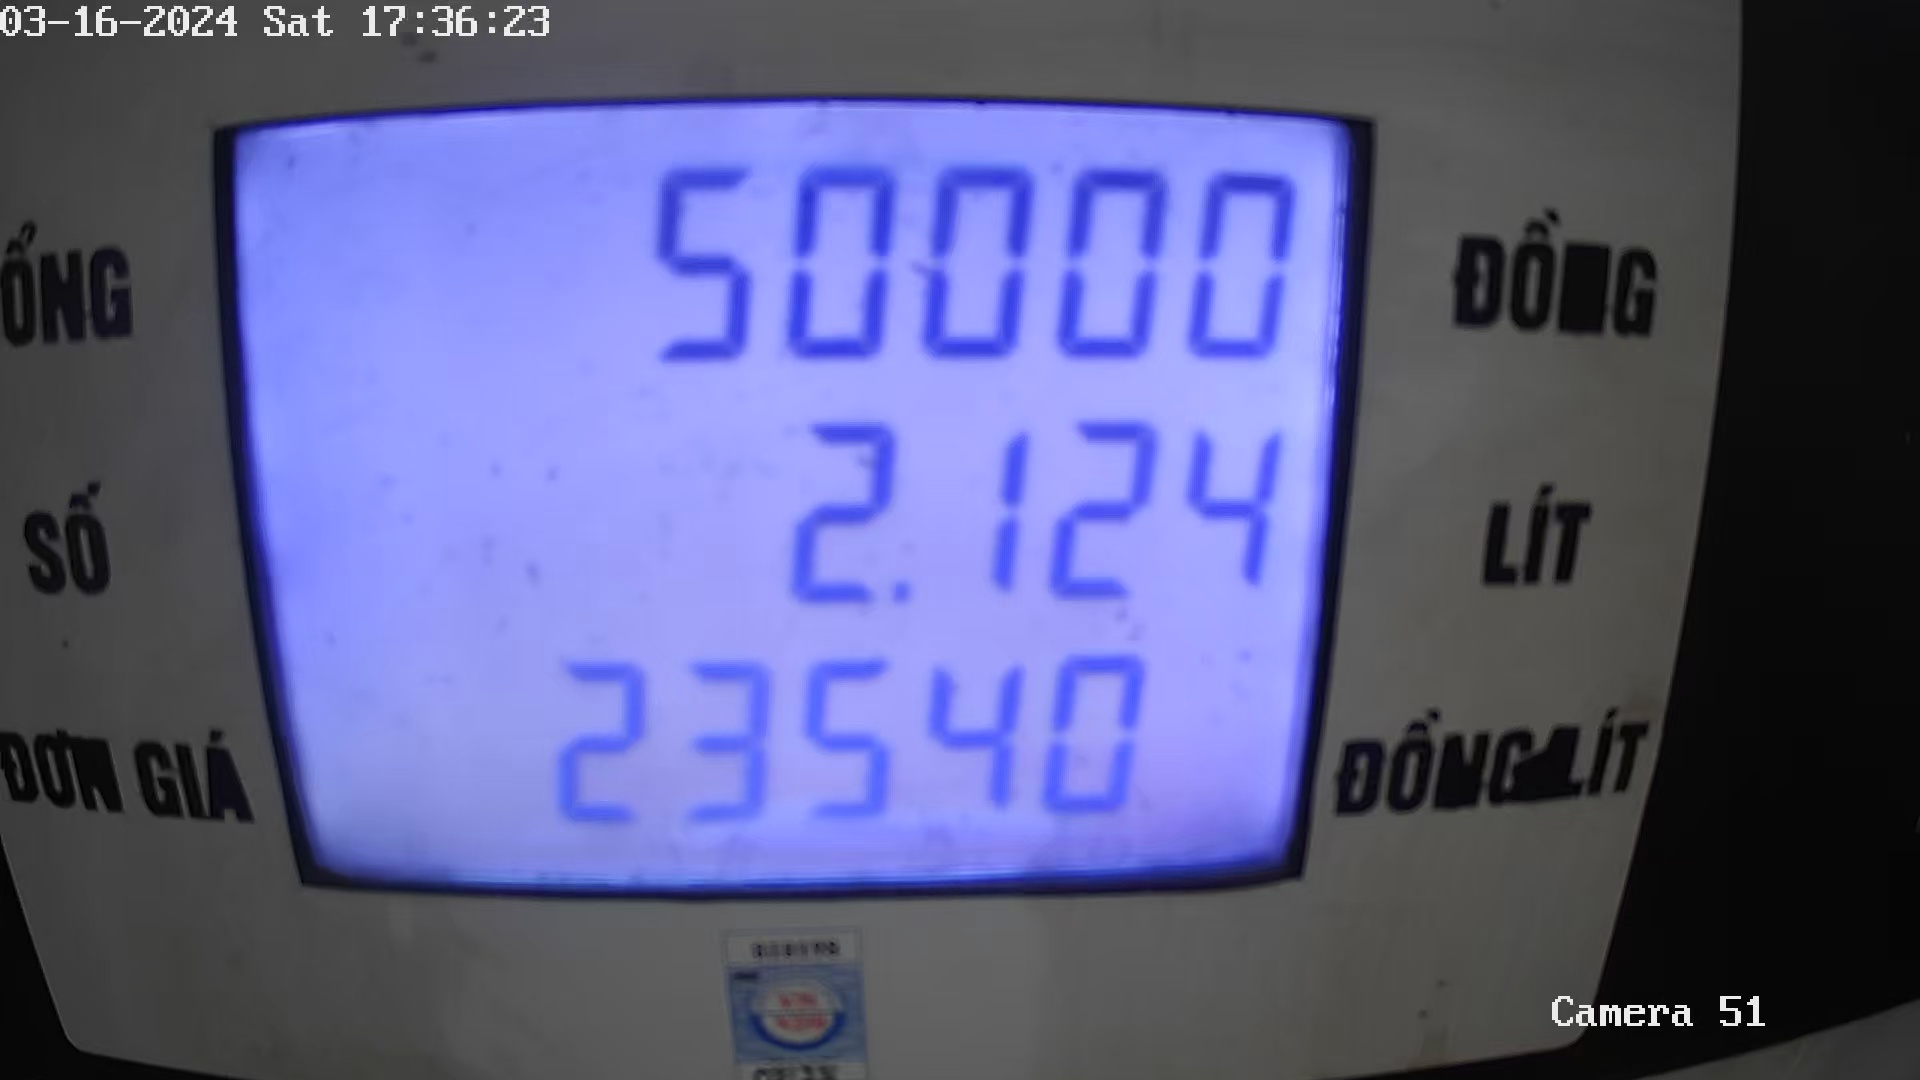 03-16-2024 Sat 17:36:23
50000
ỔNG ĐỒNG
2.124
SỐ LÍT
23540
ĐƠN GIÁ ĐỒNG/LÍT
Camera 51